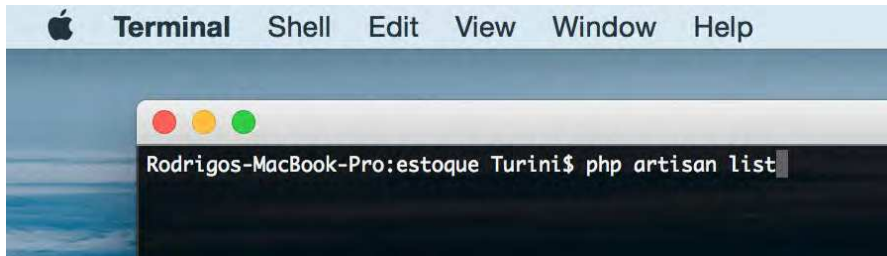 Terminal Shell Edit View Window Help
Rodrigos-MacBook-Pro:estoque Turini$ php artisan list